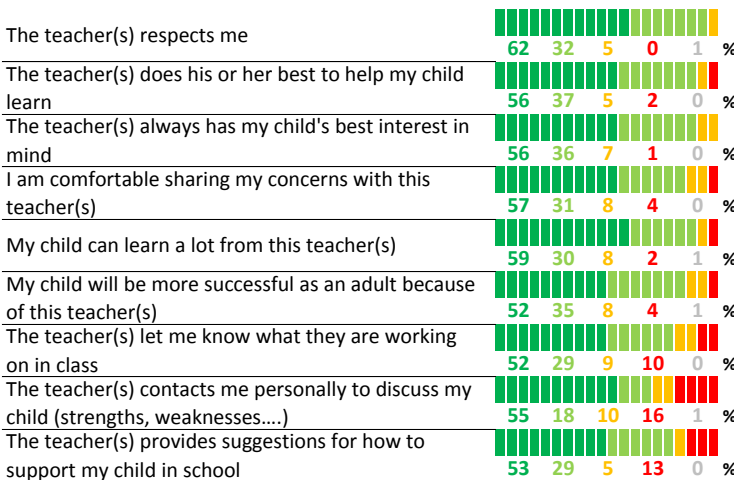 The teacher(s) respects me
62 32 5 0 1 %
The teacher(s) does his or her best to help my child
learn
56 37 5 2 0 %
The teacher(s) always has my child's best interest in
mind
56 36 7 1 0 %
I am comfortable sharing my concerns with this
teacher(s)
57 31 8 4 0 %
My child can learn a lot from this teacher(s)
59 30 8 2 1 %
My child will be more successful as an adult because
of this teacher(s)
52 35 8 4 1 %
The teacher(s) let me know what they are working
on in class
52 29 9 10 0 %
The teacher(s) contacts me personally to discuss my
child (strengths, weaknesses....)
55 18 10 16 1 %
The teacher(s) provides suggestions for how to
support my child in school
53 29 5 13 0 %